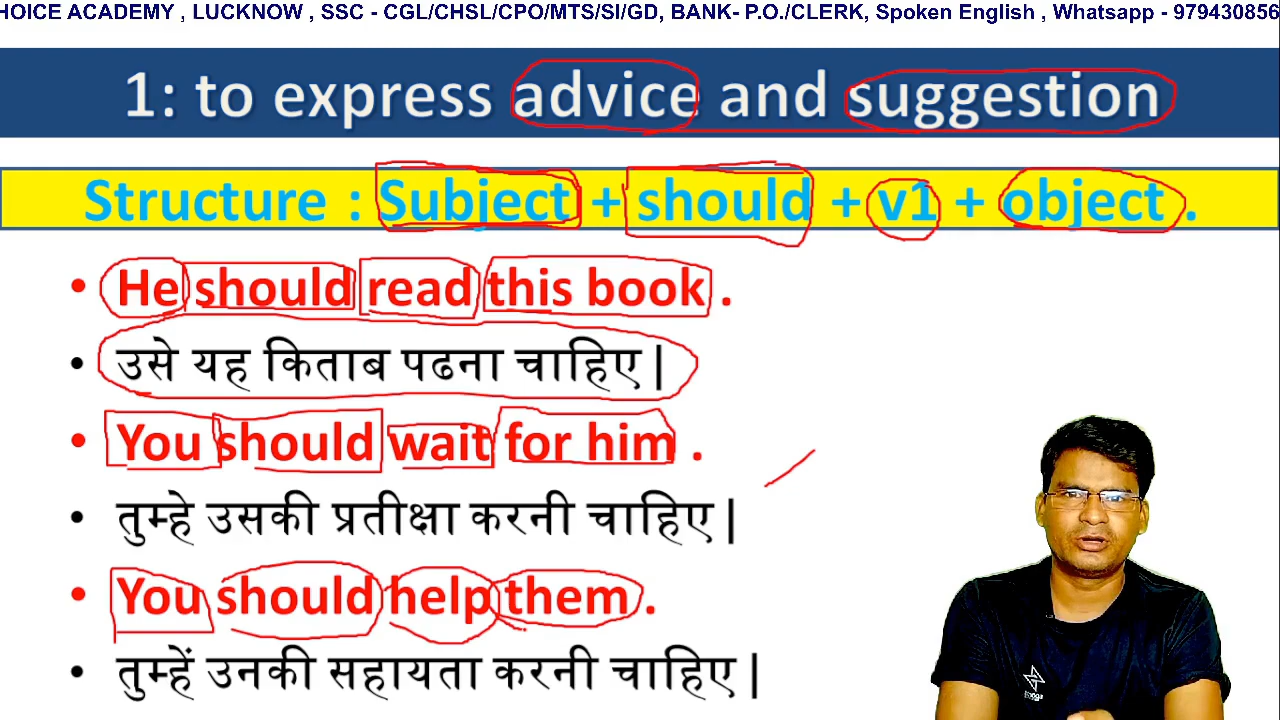 HOICE ACADEMY , LUCKNOW , SSC - CGL/CHSL/CPO/MTS/SI/GD, BANK- P.O./CLERK, Spoken English , Whatsapp - 979430856
1: to express advice and suggestion
Structure : Subject + should + v1 + object .
• He should read this book .
• उसे यह किताब पढना चाहिए |
• You should wait for him .
• तुम्हे उसकी प्रतीक्षा करनी चाहिए |
• You should help them .
• तुम्हें उनकी सहायता करनी चाहिए |